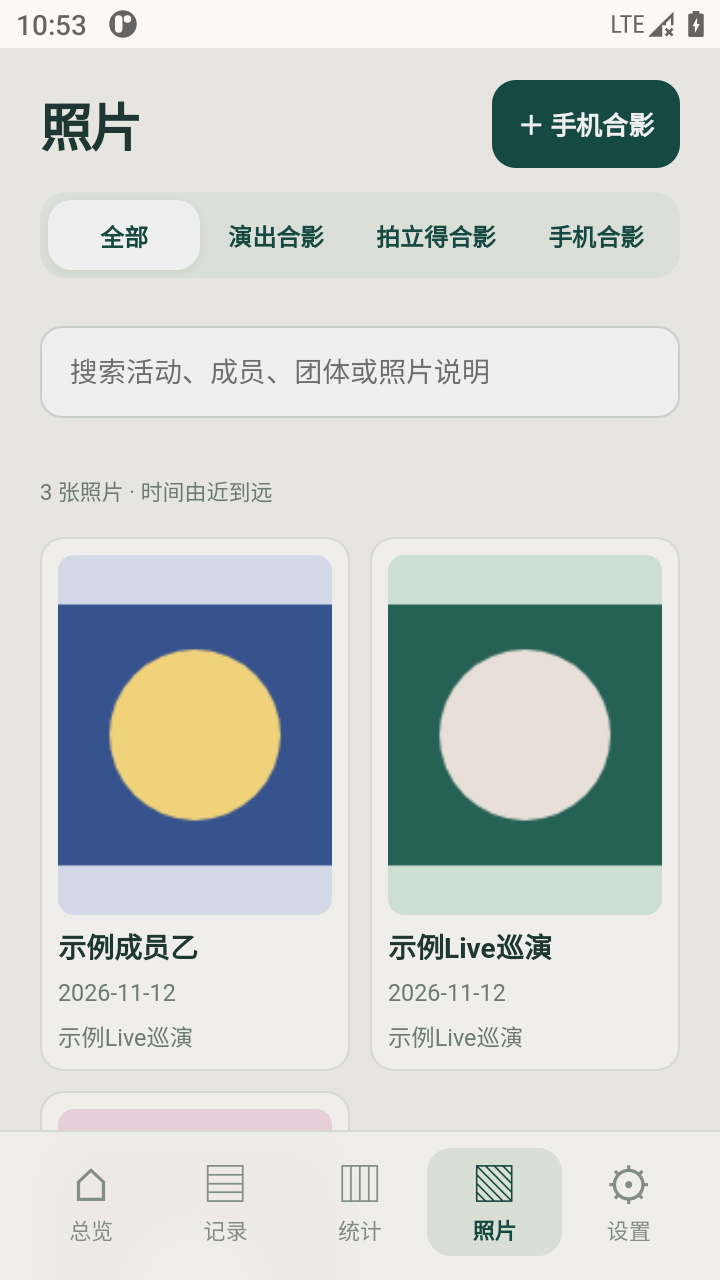 10:53
LTE
照片
＋ 手机合影
全部
演出合影
拍立得合影
手机合影
搜索活动、成员、团体或照片说明
3 张照片 · 时间由近到远
示例成员乙
2026-11-12
示例Live巡演
示例Live巡演
2026-11-12
示例Live巡演
总览
记录
统计
照片
设置